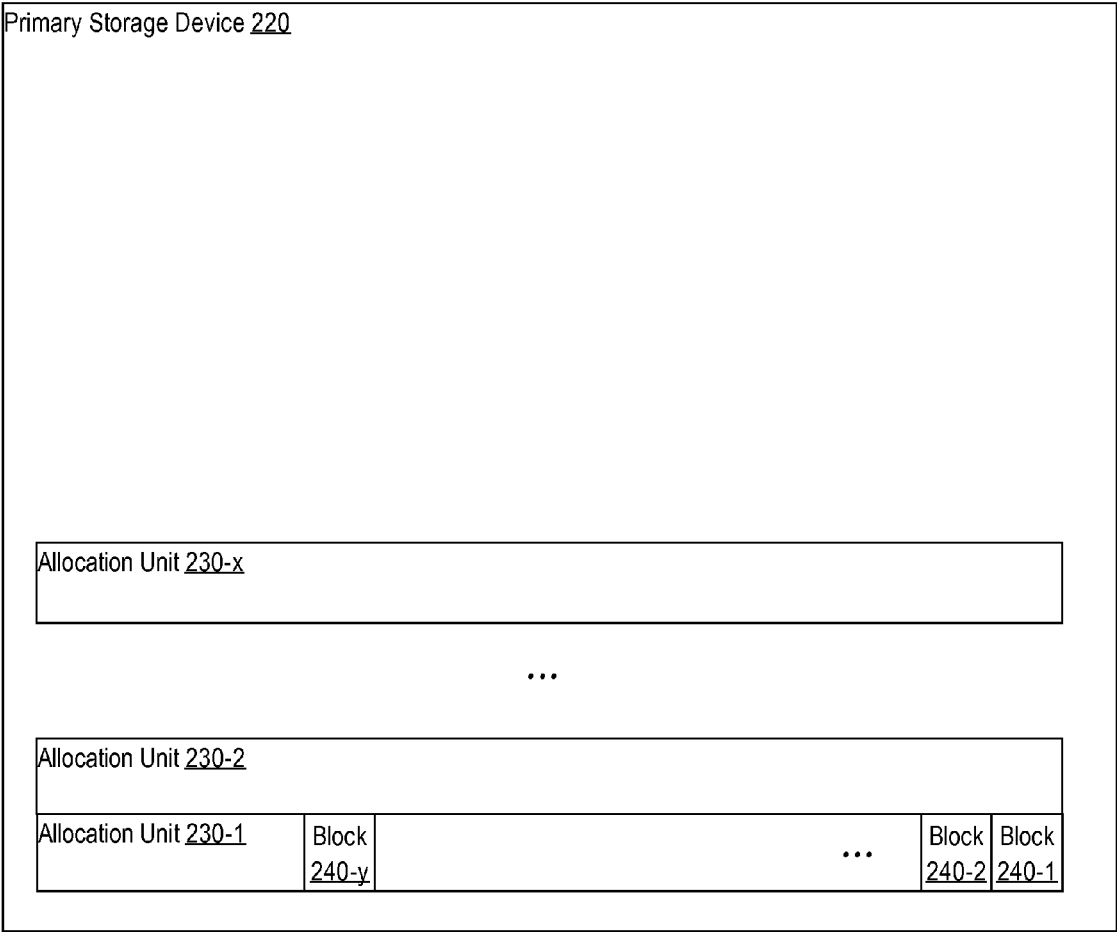 Primary Storage Device 220
Allocation Unit 230-x
...
Allocation Unit 230-2
Allocation Unit 230-1
Block
240-y
...
Block
240-2
Block
240-1